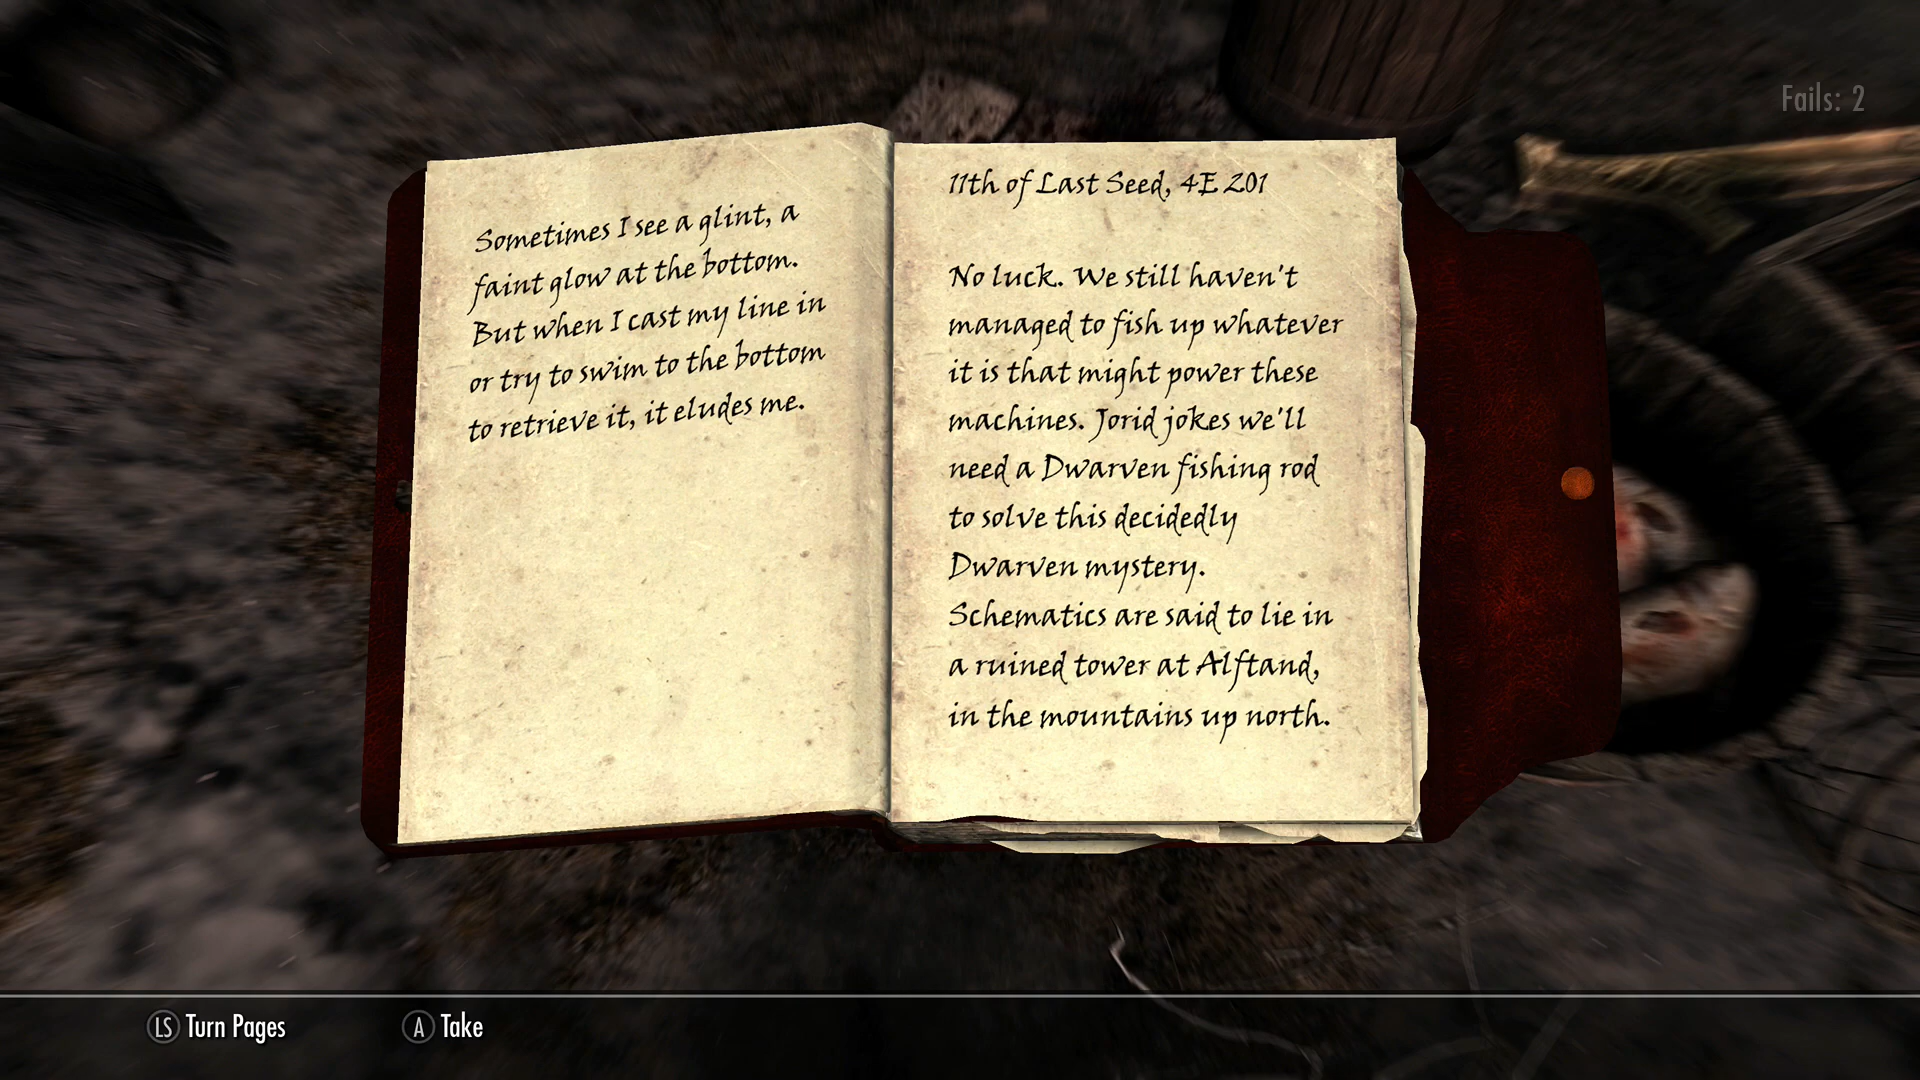 Fails: 2
Sometimes I see a glint, a
faint glow at the bottom.
But when I cast my line in
or try to swim to the bottom
to retrieve it, it eludes me.
11th of Last Seed, 4E 201
No luck. We still haven't
managed to fish up whatever
it is that might power these
machines. Jorid jokes we'll
need a Dwarven fishing rod
to solve this decidedly
Dwarven mystery.
Schematics are said to lie in
a ruined tower at Alftand,
in the mountains up north.
LS Turn Pages
A Take